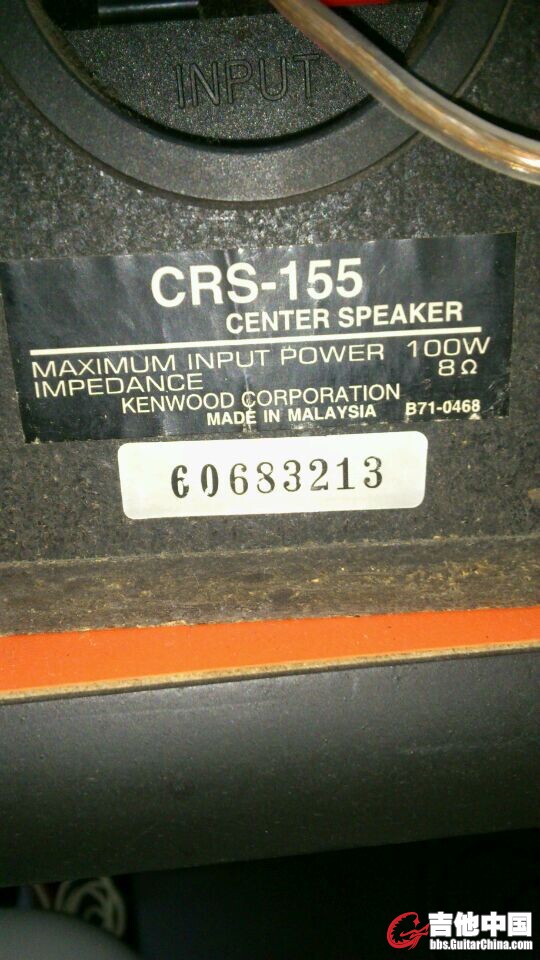 INPUT
CRS-155
CENTER SPEAKER
MAXIMUM INPUT POWER 100W
IMPEDANCE 8Ω
KENWOOD CORPORATION
MADE IN MALAYSIA B71-0468
60683213
吉他中国
bbs.GuitarChina.com